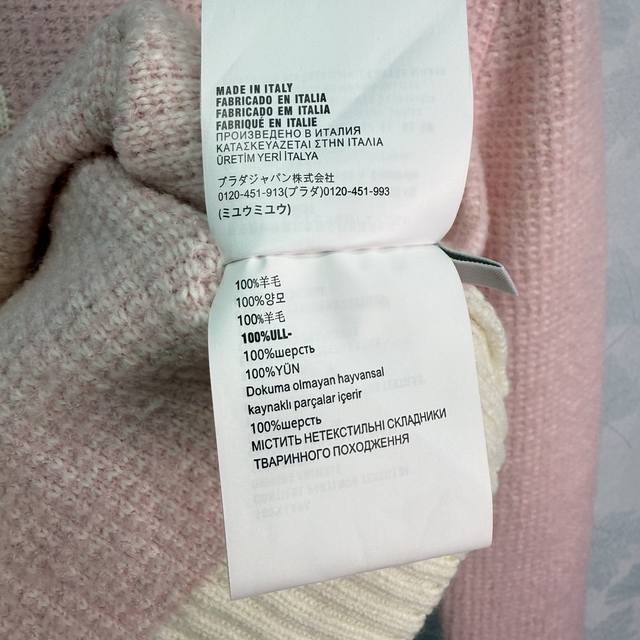 MADE IN ITALY
FABRICADO EN ITALIA
FABRICADO EM ITALIA
FABRIQUÉ EN ITALIE
ПРОИЗВЕДЕНО В ИТАЛИЯ
ΚΑΤΑΣΚΕΥΑΖΕΤΑΙ ΣΤΗΝ ΙΤΑΛΙΑ
ÜRETİM YERİ İTALYA
プラダジャパン株式会社
0120-451-913(プラダ)0120-451-993
(ミュウミュウ)
100%羊毛
100%양모
100%羊毛
100%ULL-
100%шерсть
100%YÜN
Dokuma olmayan hayvansal
kaynaklı parçalar içerir
100%шерсть
МІСТИТЬ НЕТЕКСТИЛЬНІ СКЛАДНИКИ
ТВАРИННОГО ПОХОДЖЕННЯ